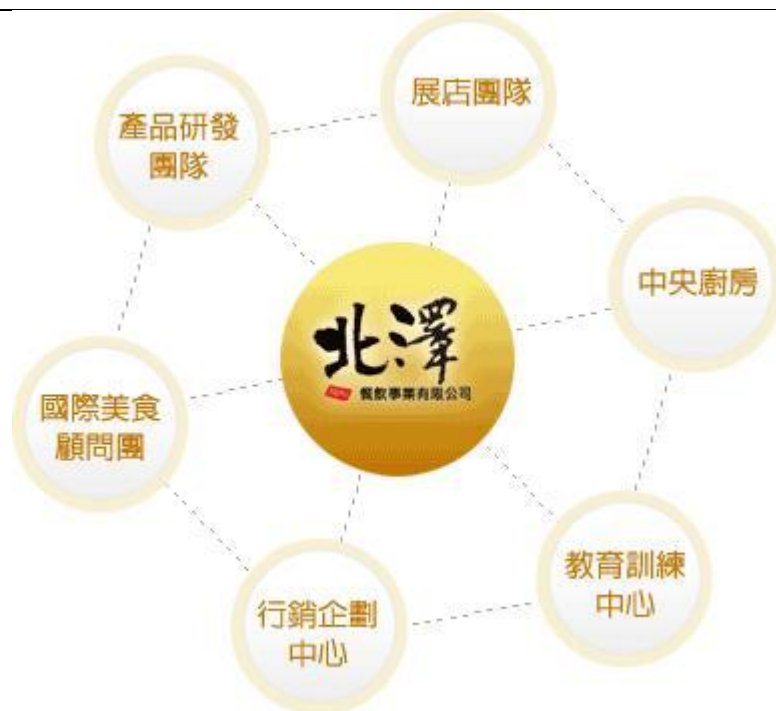 展店團隊
產品研發
團隊
中央廚房
北澤
餐飲事業有限公司
國際美食
顧問團
教育訓練
中心
行銷企劃
中心